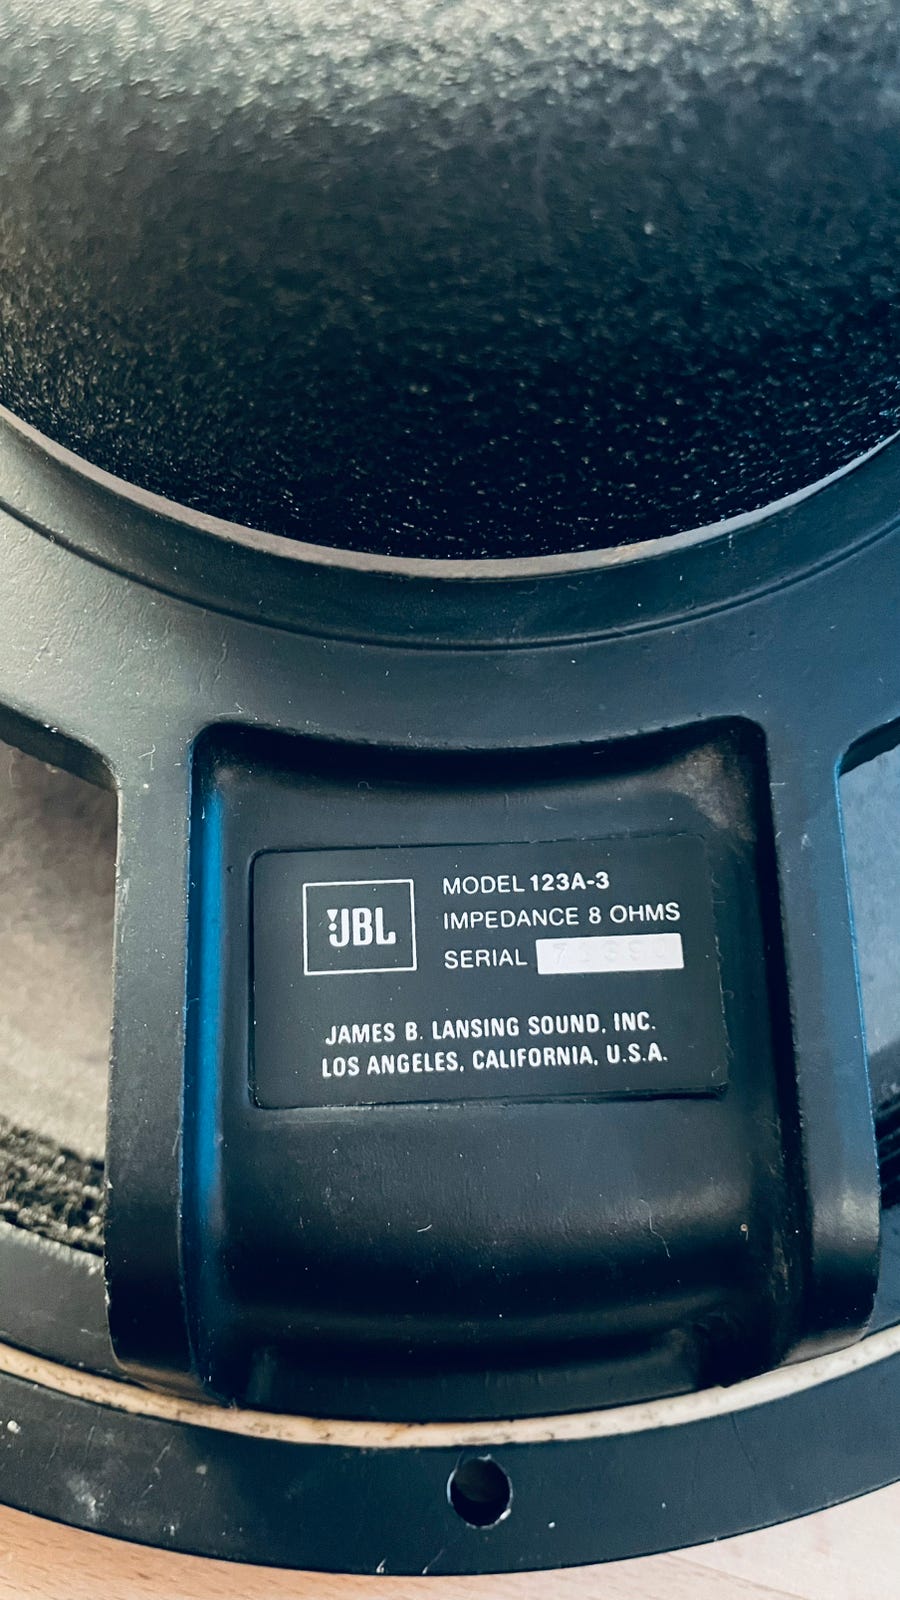 JBL
MODEL 123A-3
IMPEDANCE 8 OHMS
SERIAL
JAMES B. LANSING SOUND, INC.
LOS ANGELES, CALIFORNIA, U.S.A.